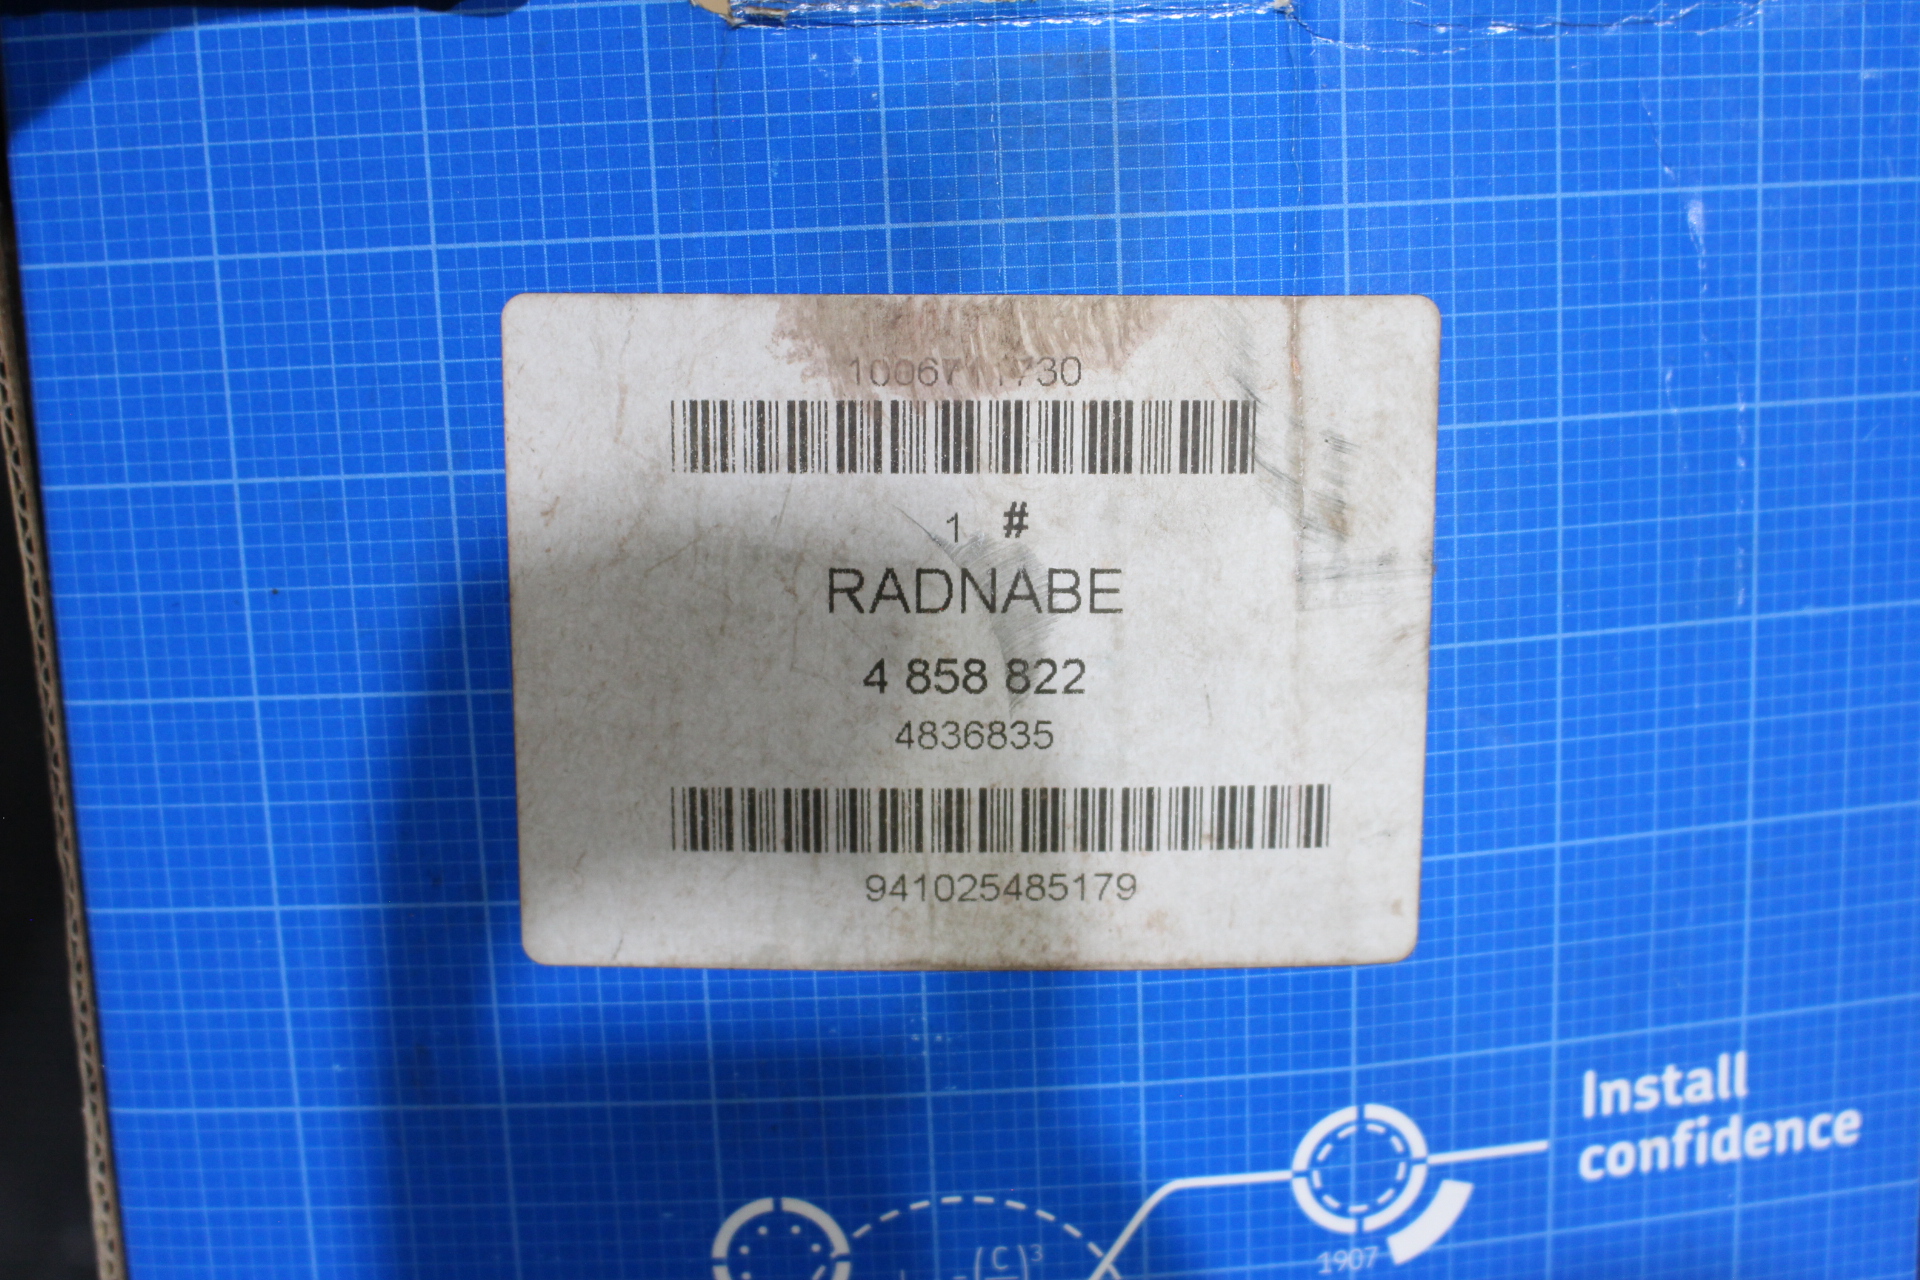 1 #
RADNABE
4 858 822
4836835
941025485179
Install
confidence
1907